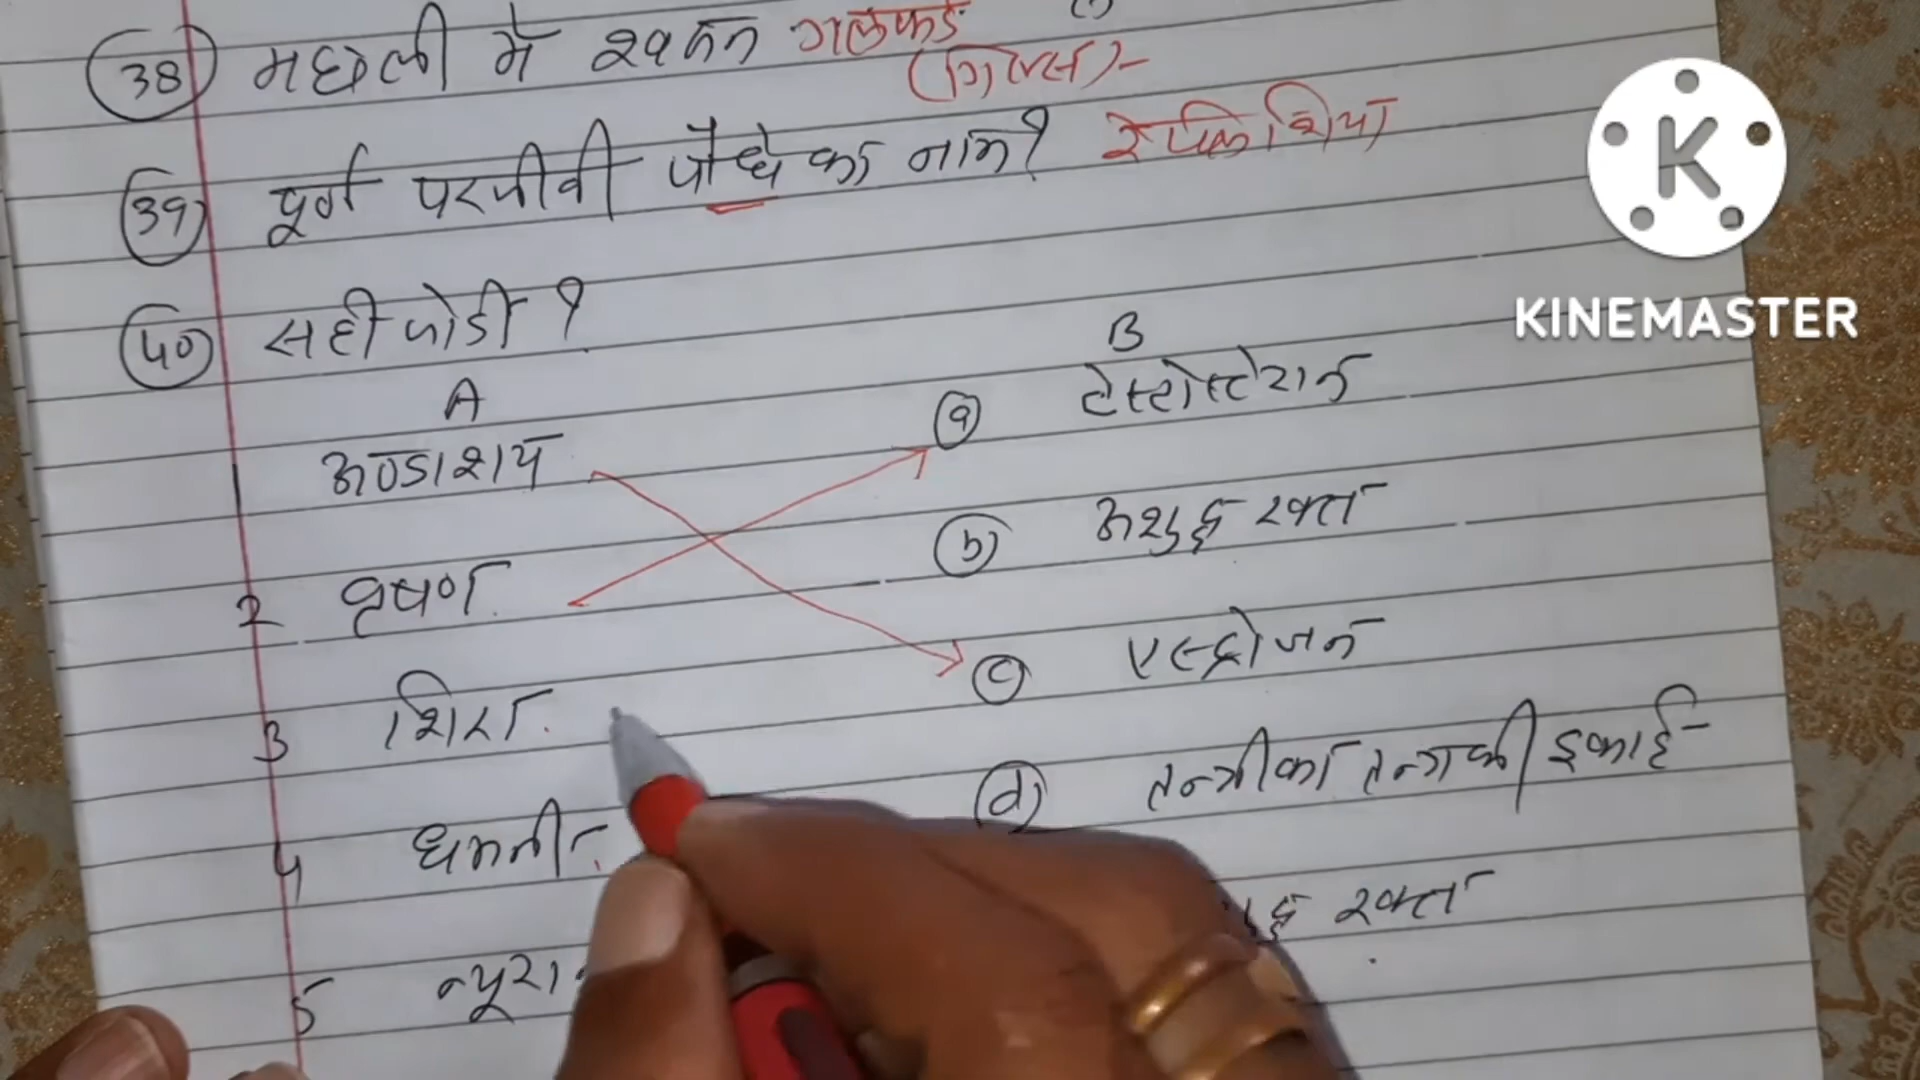 38 मछली में श्वसन गलफडे
(गिल्स)-
39 पूर्ण परजीवी पौधे का नाम? रेफ्लेशिया
40 सही जोडी ?
A B
1 अण्डाशय a टेस्टोस्टेरान
b अशुद्ध रक्त
2 वृषण
c एस्ट्रोजन
3 शिरा
d तन्त्रीका तन्त्र की इकाई
4 धमनी
रक्त
5 न्यूरा
K
KINEMASTER